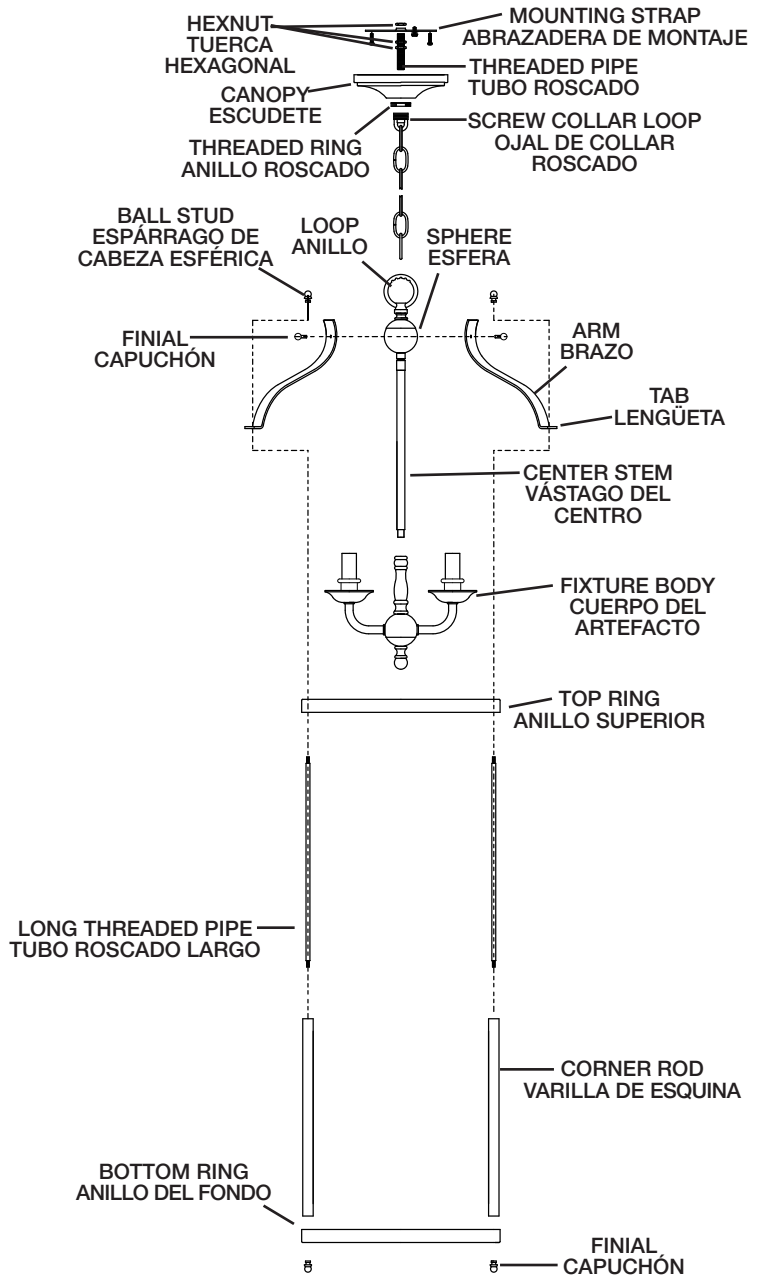 HEXNUT
TUERCA
HEXAGONAL
MOUNTING STRAP
ABRAZADERA DE MONTAJE
THREADED PIPE
TUBO ROSCADO
CANOPY
ESCUDETE
SCREW COLLAR LOOP
OJAL DE COLLAR
ROSCADO
THREADED RING
ANILLO ROSCADO
BALL STUD
ESPÁRRAGO DE
CABEZA ESFÉRICA
LOOP
ANILLO
SPHERE
ESFERA
FINIAL
CAPUCHÓN
ARM
BRAZO
TAB
LENGÜETA
CENTER STEM
VÁSTAGO DEL
CENTRO
FIXTURE BODY
CUERPO DEL
ARTEFACTO
TOP RING
ANILLO SUPERIOR
LONG THREADED PIPE
TUBO ROSCADO LARGO
CORNER ROD
VARILLA DE ESQUINA
BOTTOM RING
ANILLO DEL FONDO
FINIAL
CAPUCHÓN